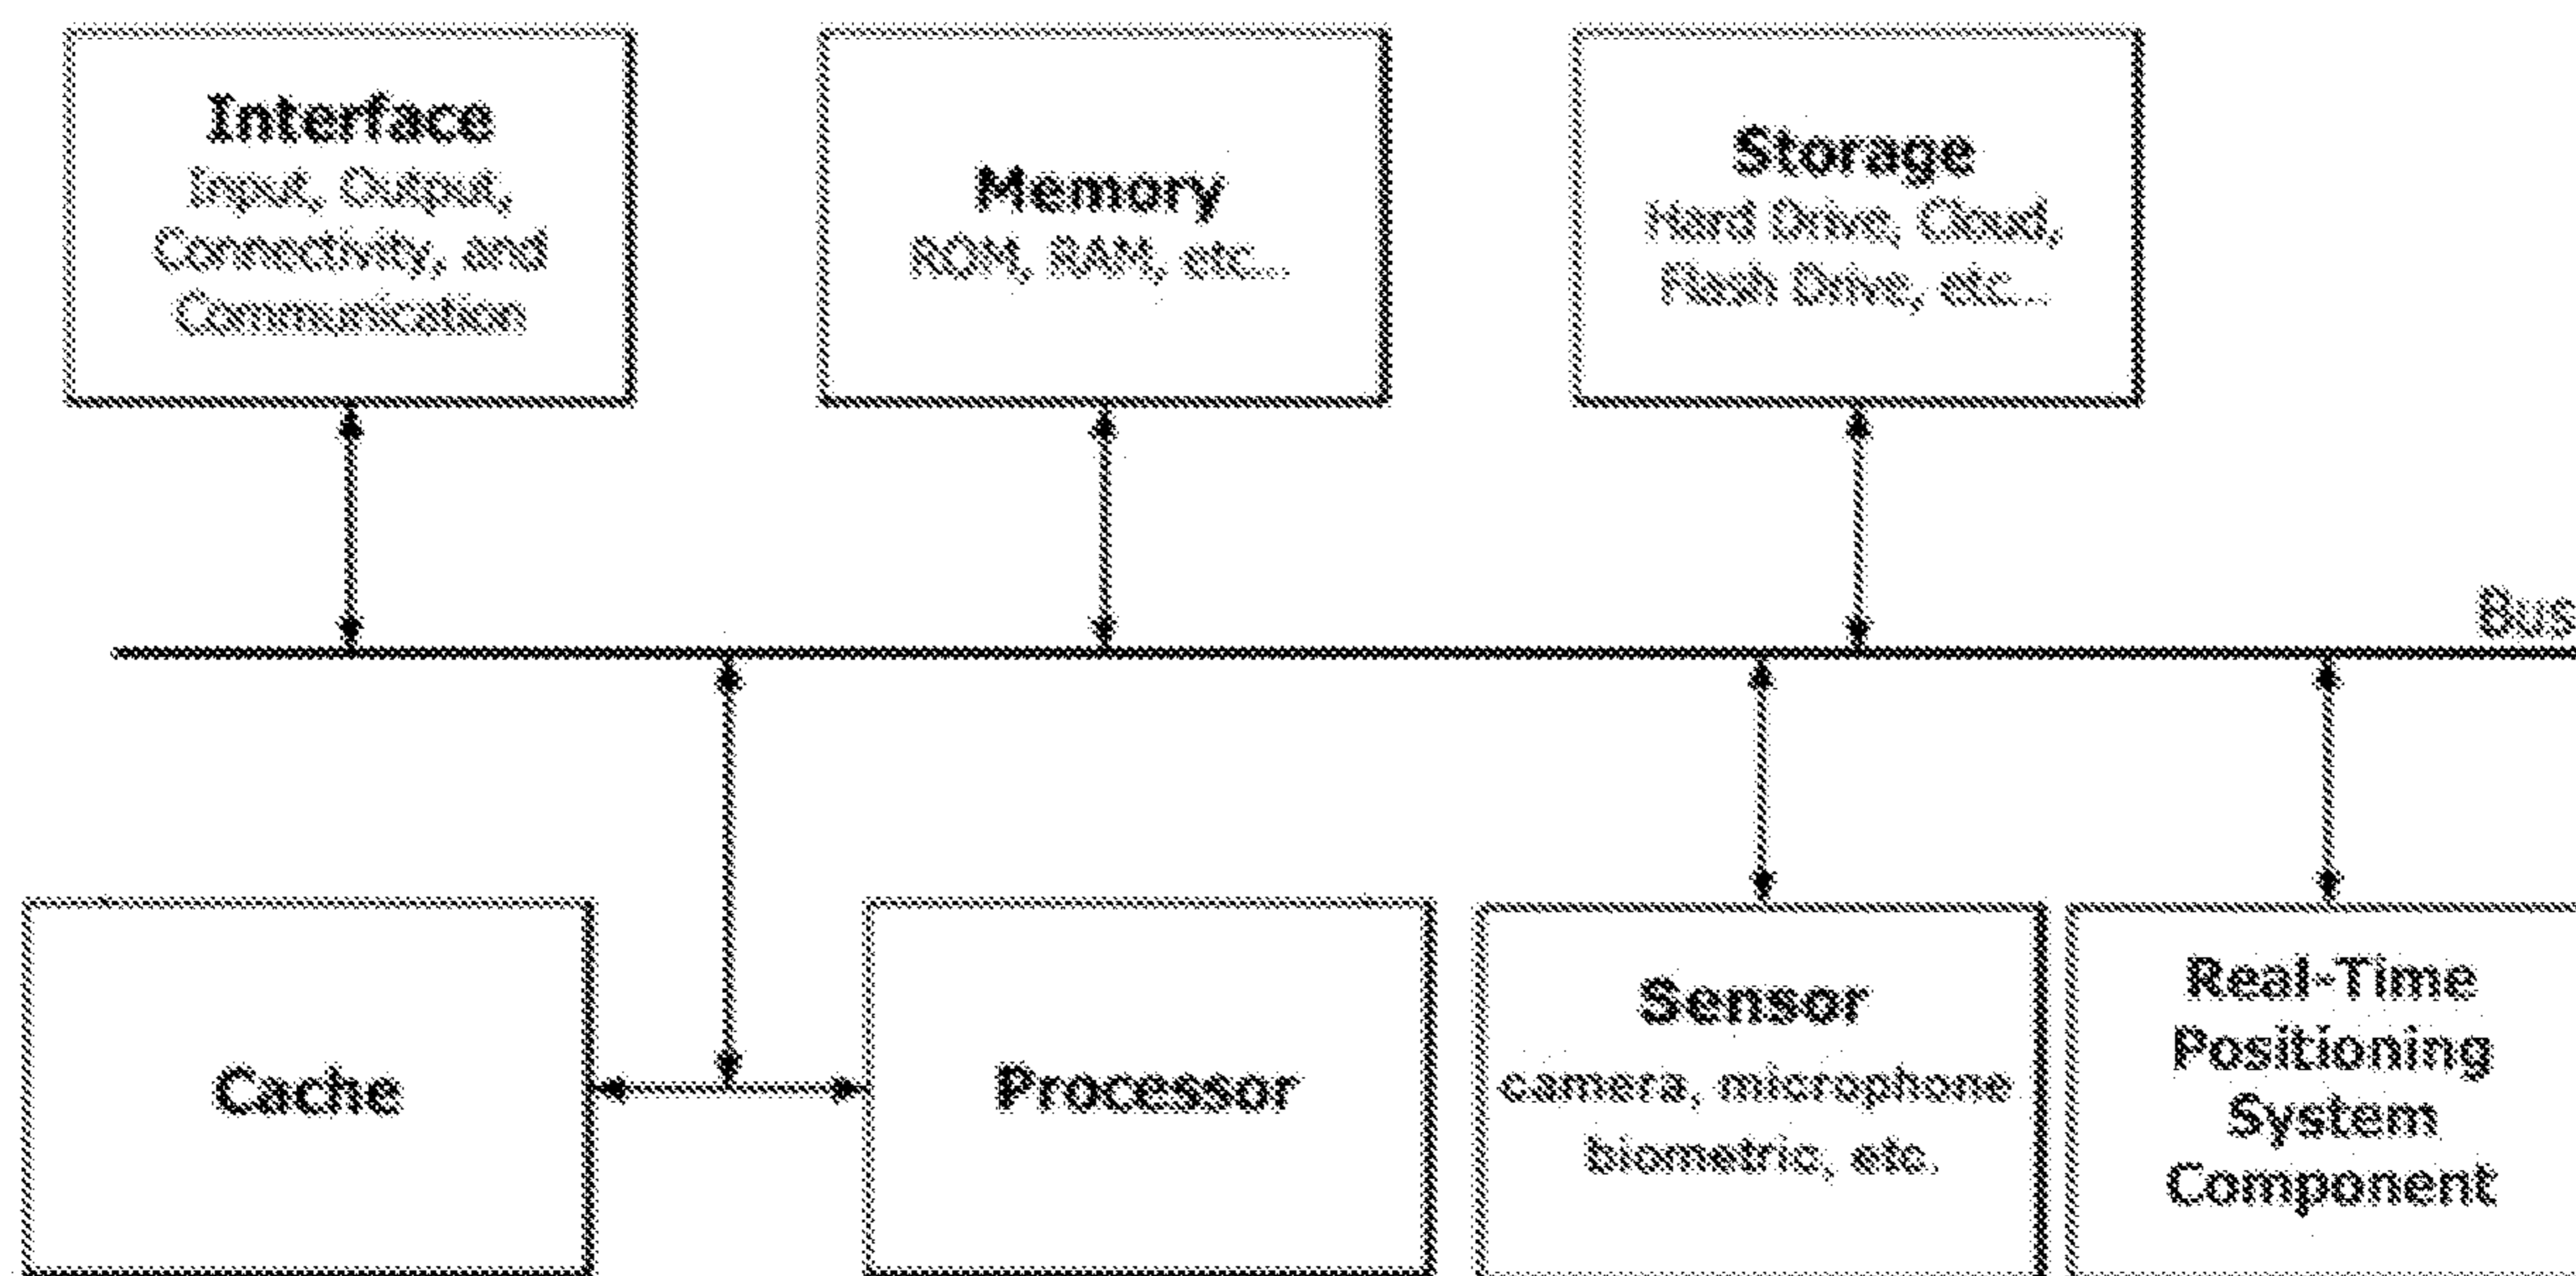 Interface
Input, Output,
Connectivity, and
Communication
Memory
ROM, RAM, etc...
Storage
Hard Drive, Cloud,
Flash Drive, etc...
Bus
Cache
Processor
Sensor
camera, microphone
biometric, etc.
Real-Time
Positioning
System
Component